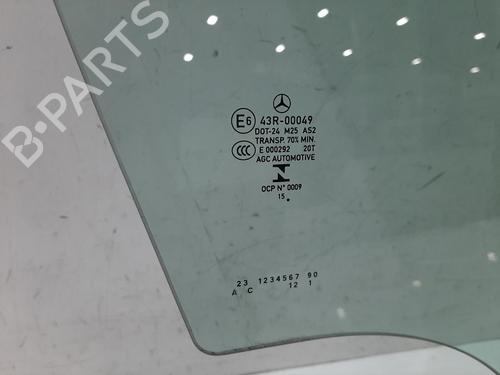 B-PARTS
E6 43R-00049
DOT-24 M25 AS2
TRANSP. 70% MIN.
CCC E 000292 20T
AGC AUTOMOTIVE
N
OCP N° 0009
15 .
23 1234567 90
A C 12 1